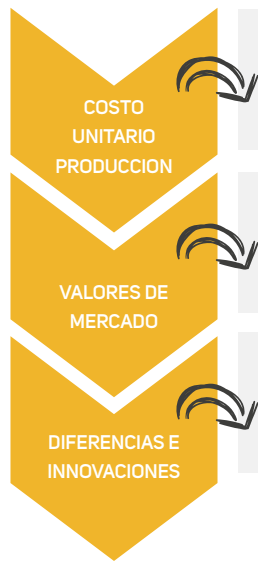 COSTO
UNITARIO
PRODUCCION
VALORES DE
MERCADO
DIFERENCIAS E
INNOVACIONES